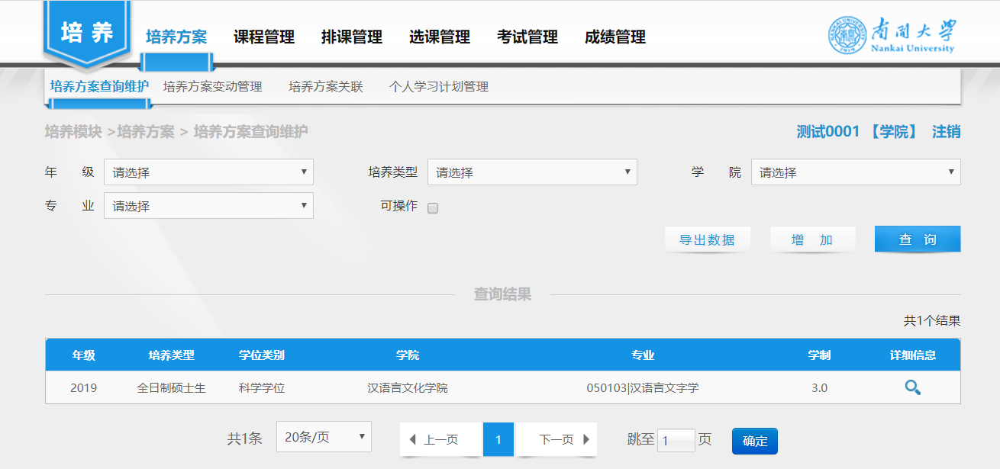 培养
培养方案 课程管理 排课管理 选课管理 考试管理 成绩管理
南开大学
Nankai University
培养方案查询维护 培养方案变动管理 培养方案关联 个人学习计划管理
培养模块 >培养方案 > 培养方案查询维护
测试0001 【学院】 注销
年 级 请选择 培养类型 请选择 学 院 请选择
专 业 请选择 可操作
导出数据 增 加 查 询
查询结果
共1个结果
年级 培养类型 学位类别 学院 专业 学制 详细信息
2019 全日制硕士生 科学学位 汉语言文化学院 050103|汉语言文字学 3.0
共1条 20条/页 上一页 1 下一页 跳至 1 页 确定